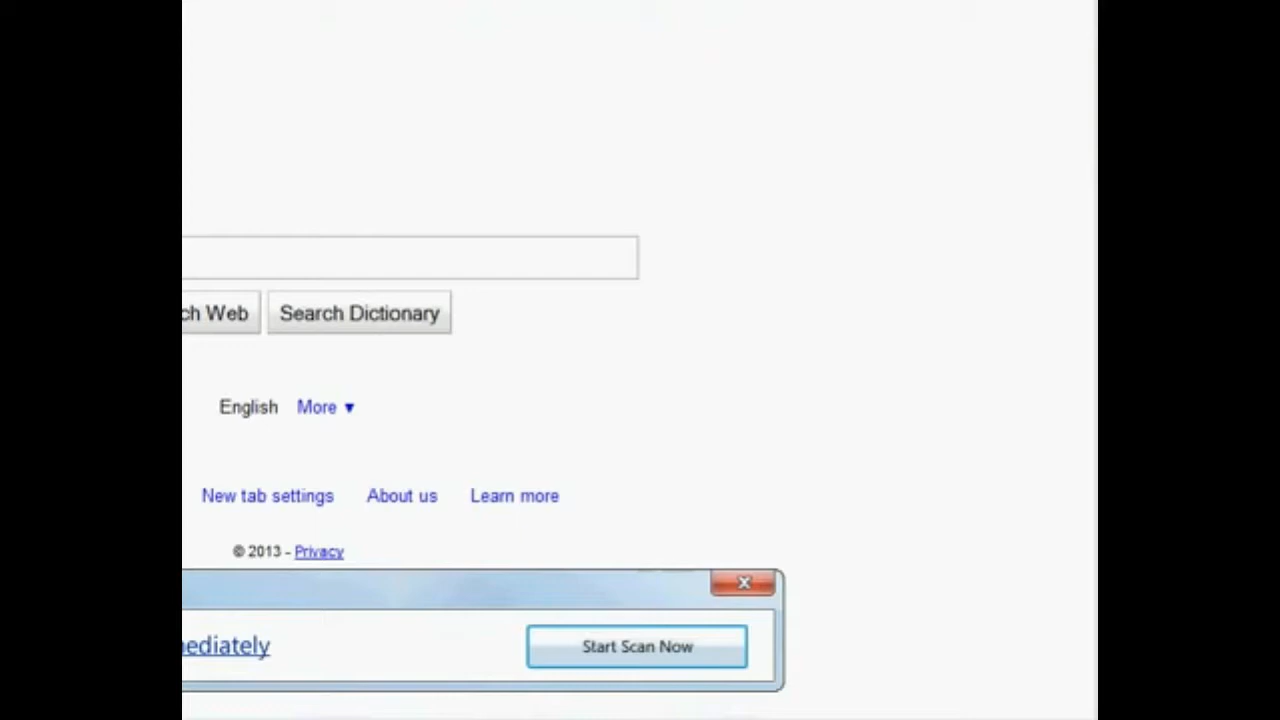 ch Web Search Dictionary
English More ▼
New tab settings About us Learn more
© 2013 - Privacy
ediately Start Scan Now